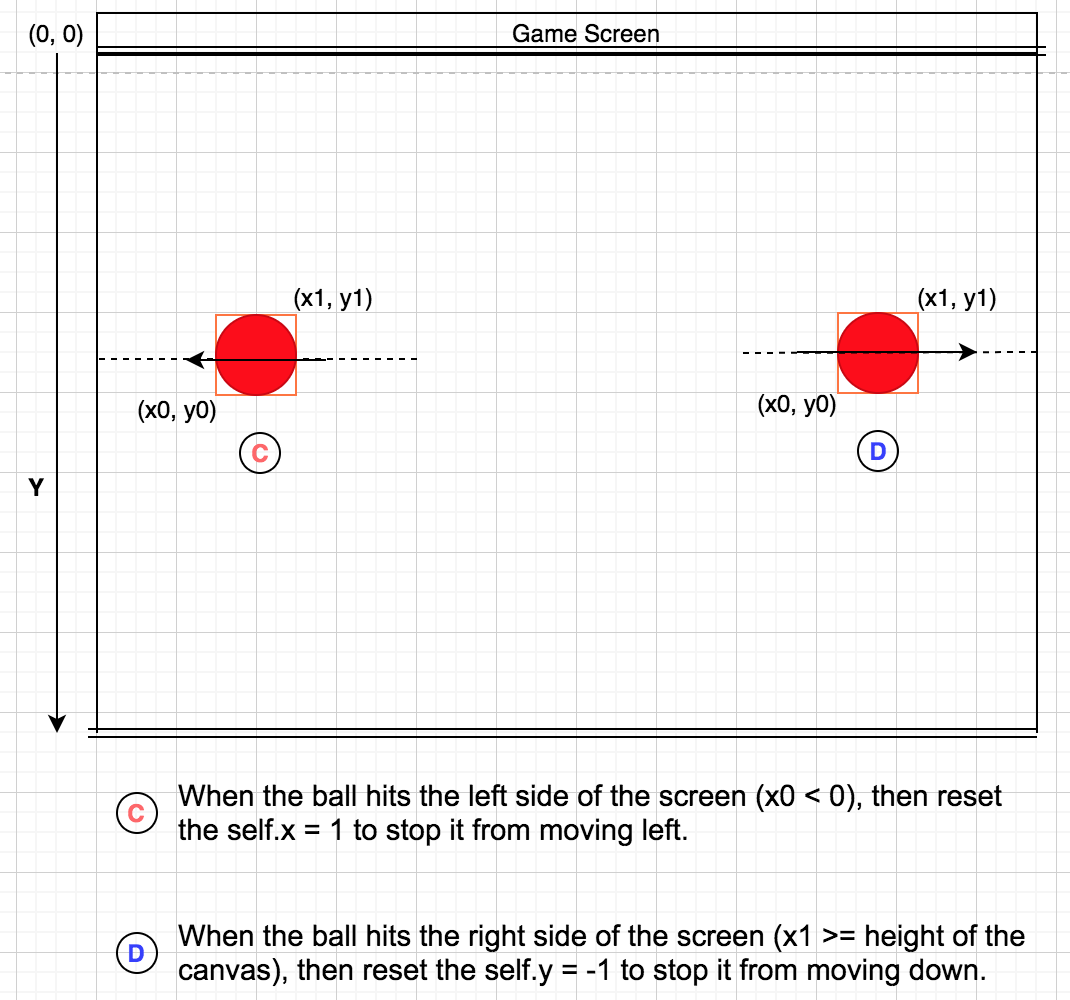 (0, 0)
Game Screen
(x1, y1)
(x1, y1)
(x0, y0)
(x0, y0)
C
D
Y
C
When the ball hits the left side of the screen (x0 < 0), then reset
the self.x = 1 to stop it from moving left.
D
When the ball hits the right side of the screen (x1 >= height of the
canvas), then reset the self.y = -1 to stop it from moving down.